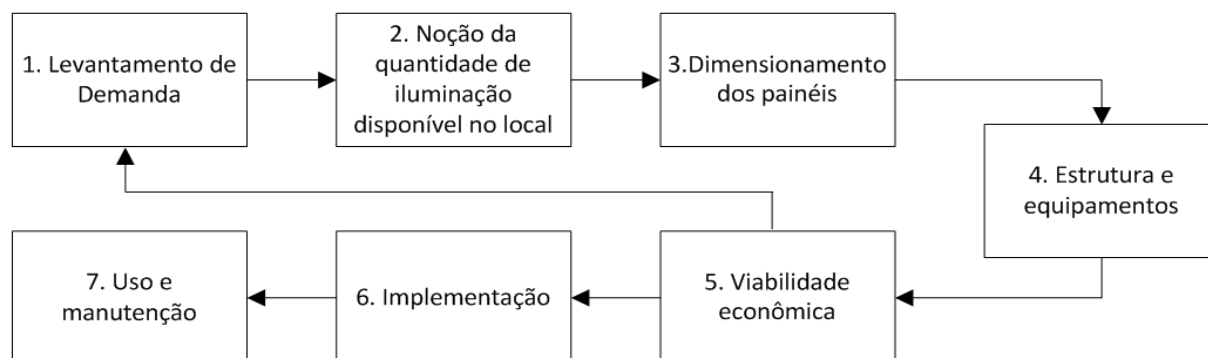 1. Levantamento de
Demanda
2. Noção da
quantidade de
iluminação
disponível no local
3.Dimensionamento
dos painéis
4. Estrutura e
equipamentos
5. Viabilidade
econômica
6. Implementação
7. Uso e
manutenção